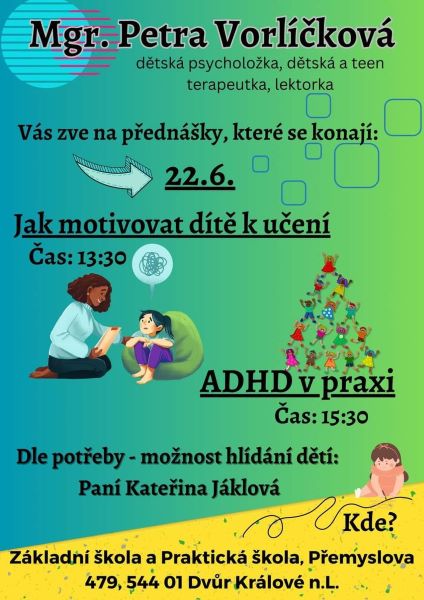 Mgr. Petra Vorlíčková
dětská psycholožka, dětská a teen
terapeutka, lektorka
Vás zve na přednášky, které se konají:
22.6.
Jak motivovat dítě k učení
Čas: 13:30
ADHD v praxi
Čas: 15:30
Dle potřeby - možnost hlídání dětí:
Paní Kateřina Jáklová
Kde?
Základní škola a Praktická škola, Přemyslova
479, 544 01 Dvůr Králové n.L.